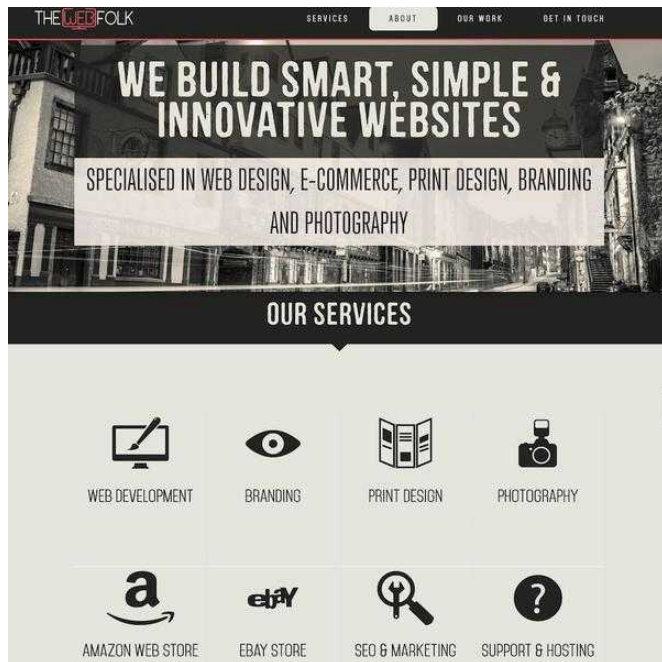 THE WEB FOLK
SERVICES
ABOUT
OUR WORK
GET IN TOUCH
WE BUILD SMART, SIMPLE &
INNOVATIVE WEBSITES
SPECIALISED IN WEB DESIGN, E-COMMERCE, PRINT DESIGN, BRANDING
AND PHOTOGRAPHY
OUR SERVICES
WEB DEVELOPMENT
BRANDING
PRINT DESIGN
PHOTOGRAPHY
a
ebaY
?
AMAZON WEB STORE
EBAY STORE
SEO & MARKETING
SUPPORT & HOSTING